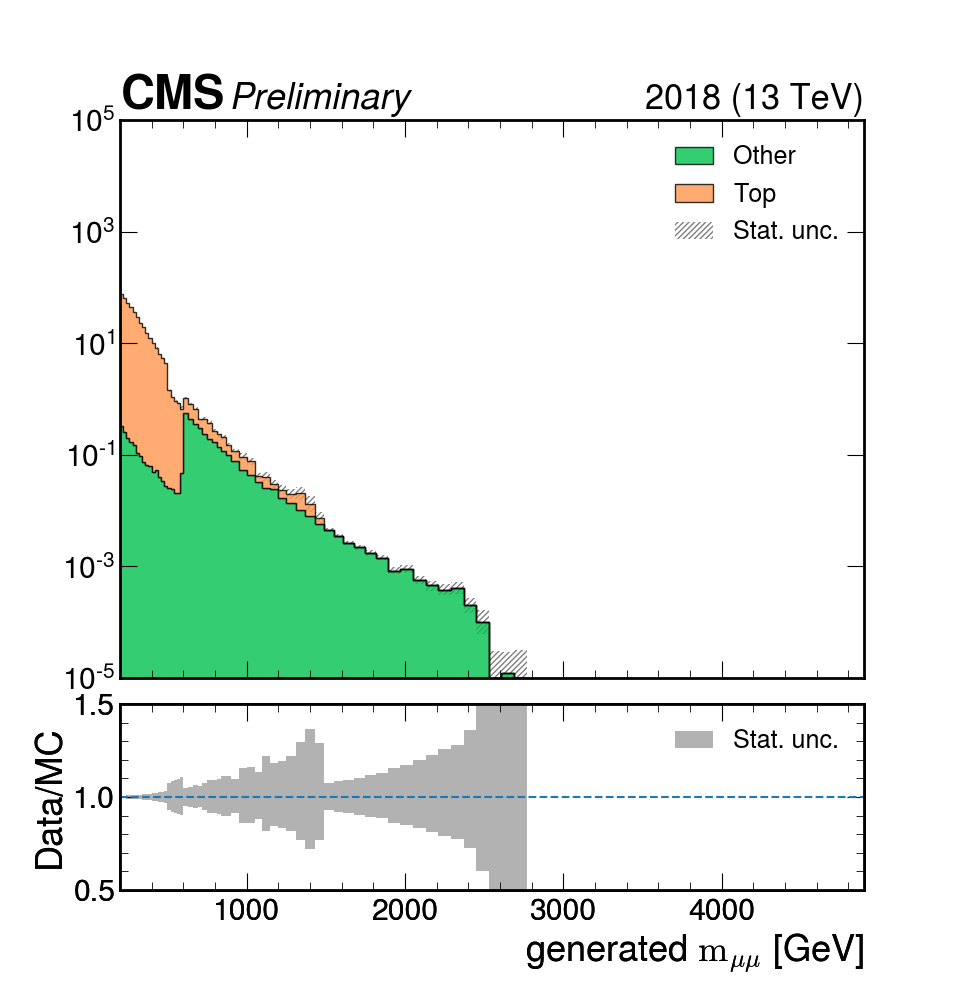 CMS Preliminary 2018 (13 TeV)
10^5
Other
Top
10^3
Stat. unc.
10^1
10^-1
10^-3
10^-5
1.5
Stat. unc.
Data/MC
1.0
0.5
1000 2000 3000 4000
generated m_μμ [GeV]